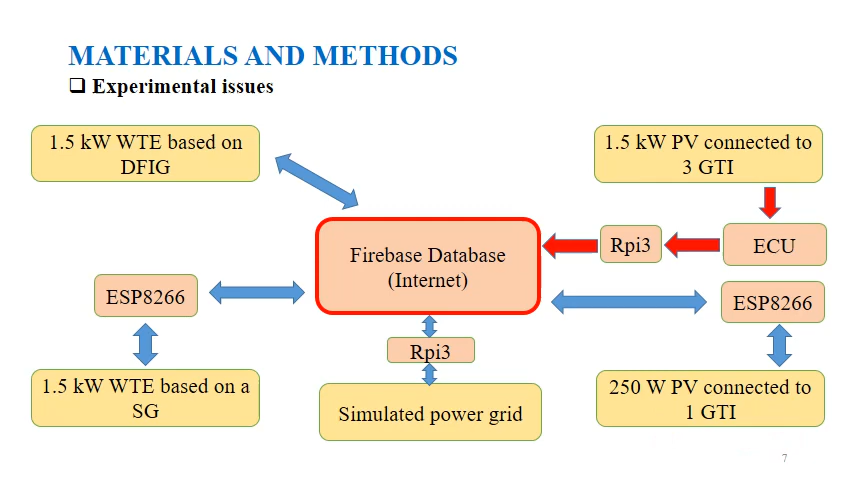 MATERIALS AND METHODS
❑ Experimental issues
1.5 kW WTE based on
DFIG
1.5 kW PV connected to
3 GTI
Firebase Database
(Internet)
Rpi3
ECU
ESP8266
ESP8266
Rpi3
1.5 kW WTE based on a
SG
Simulated power grid
250 W PV connected to
1 GTI
7